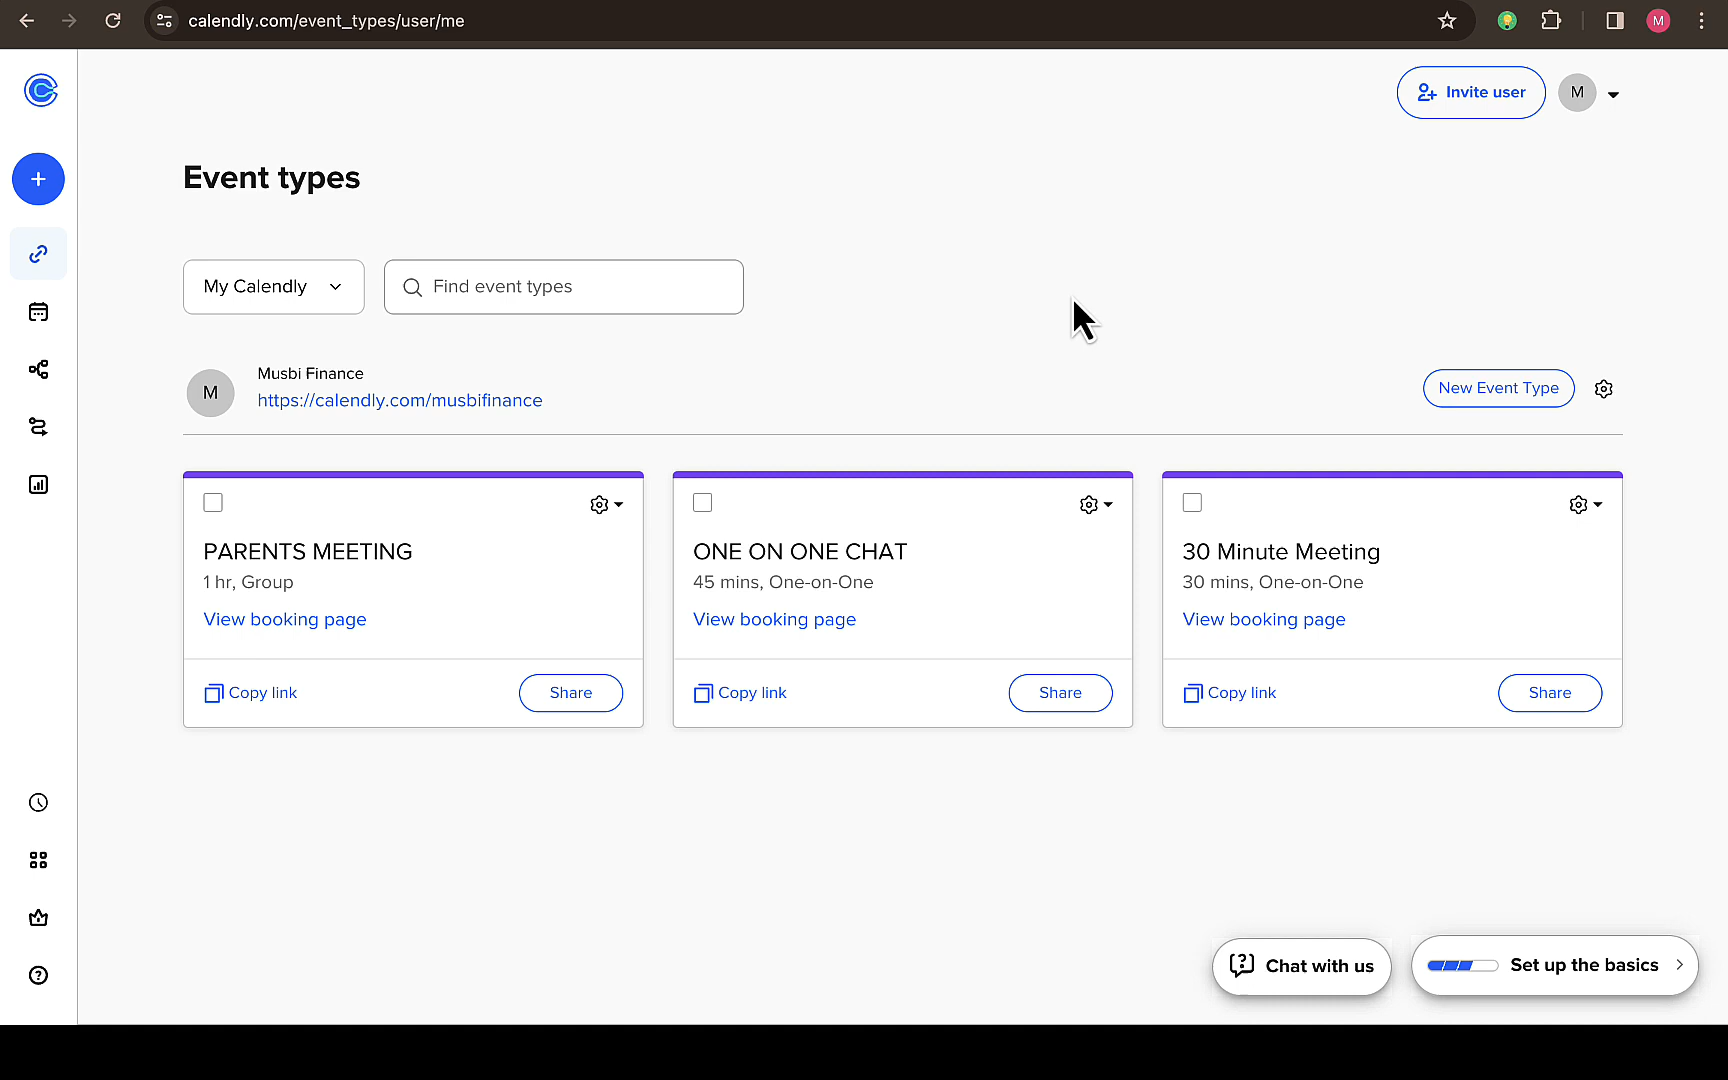 calendly.com/event_types/user/me
M
Invite user
M
Event types
My Calendly
Find event types
M
Musbi Finance
https://calendly.com/musbifinance
New Event Type
PARENTS MEETING
1 hr, Group
View booking page
Copy link
Share
ONE ON ONE CHAT
45 mins, One-on-One
View booking page
Copy link
Share
30 Minute Meeting
30 mins, One-on-One
View booking page
Copy link
Share
Chat with us
Set up the basics